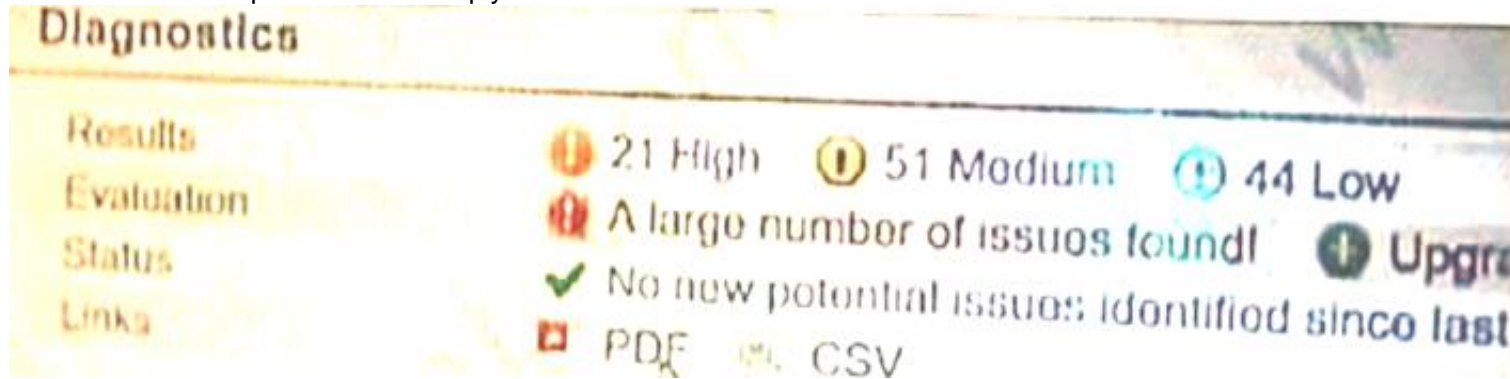 Diagnostics
Results
21 High 51 Medium 44 Low
Evaluation
A large number of issues found!
Status
No new potential issues identified since last
Links
PDF CSV